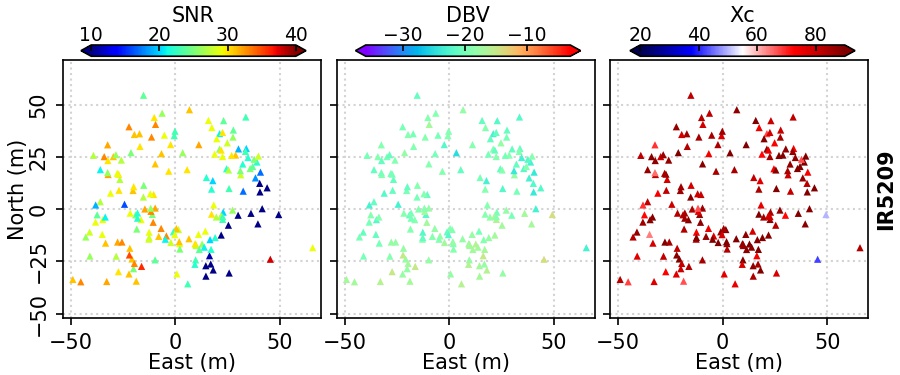 SNR DBV Xc
10 20 30 40 −30 −20 −10 20 40 60 80
50
25
0
−25
−50
North (m)
IR5209
−50 0 50 −50 0 50 −50 0 50
East (m) East (m) East (m)